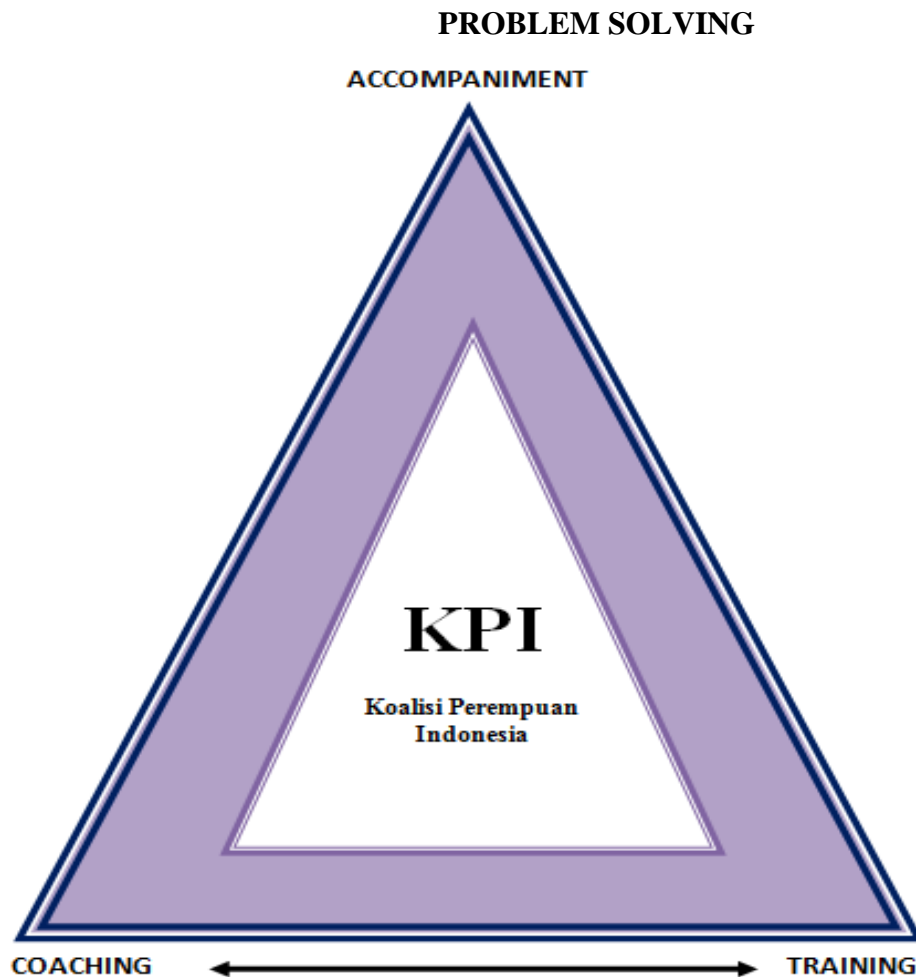 PROBLEM SOLVING
ACCOMPANIMENT
KPI
Koalisi Perempuan
Indonesia
COACHING TRAINING